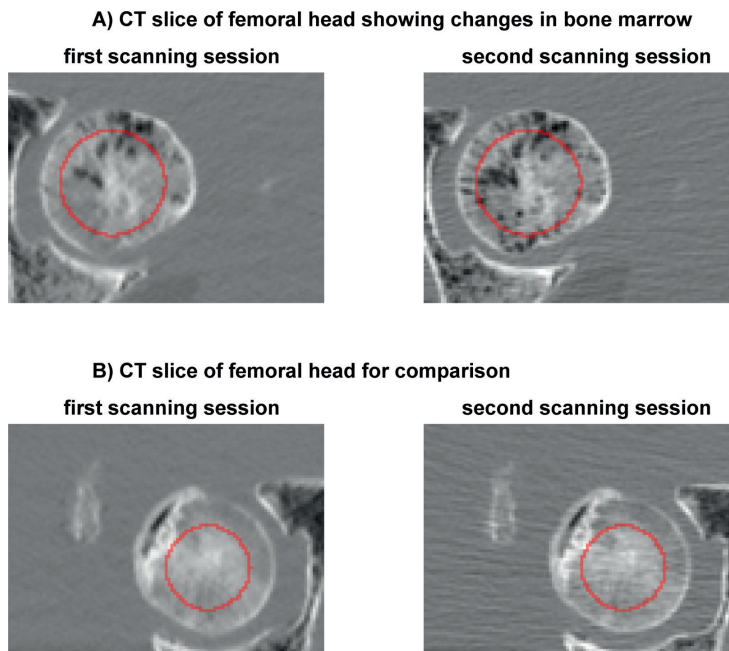 A) CT slice of femoral head showing changes in bone marrow
first scanning session
second scanning session
B) CT slice of femoral head for comparison
first scanning session
second scanning session